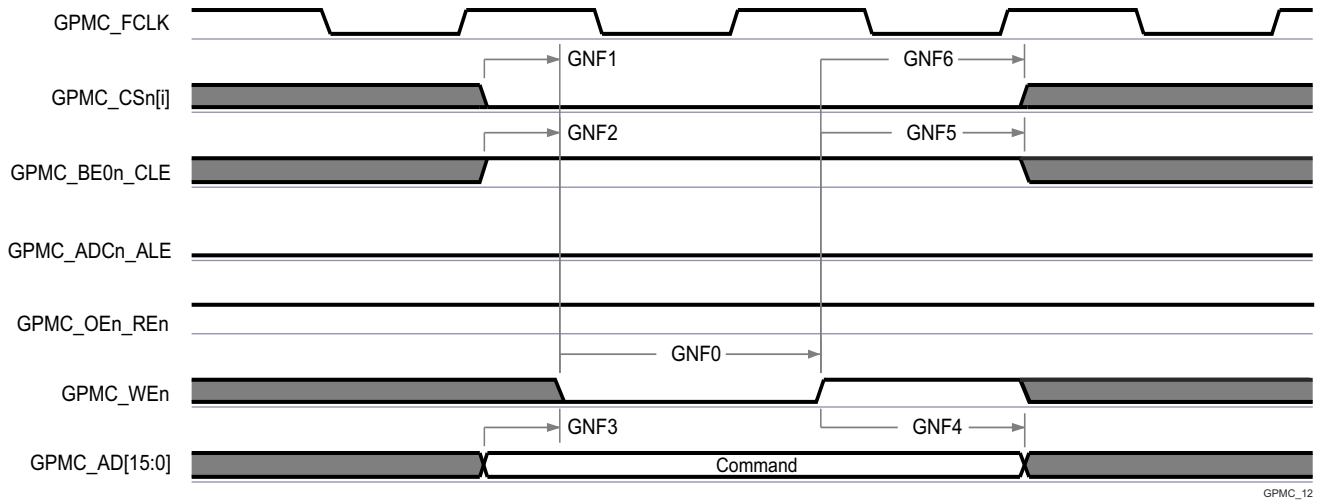 GPMC_FCLK
GNF1
GNF6
GPMC_CSn[i]
GNF2
GNF5
GPMC_BE0n_CLE
GPMC_ADCn_ALE
GPMC_OEn_REn
GNF0
GPMC_WEn
GNF3
GNF4
GPMC_AD[15:0]
Command
GPMC_12